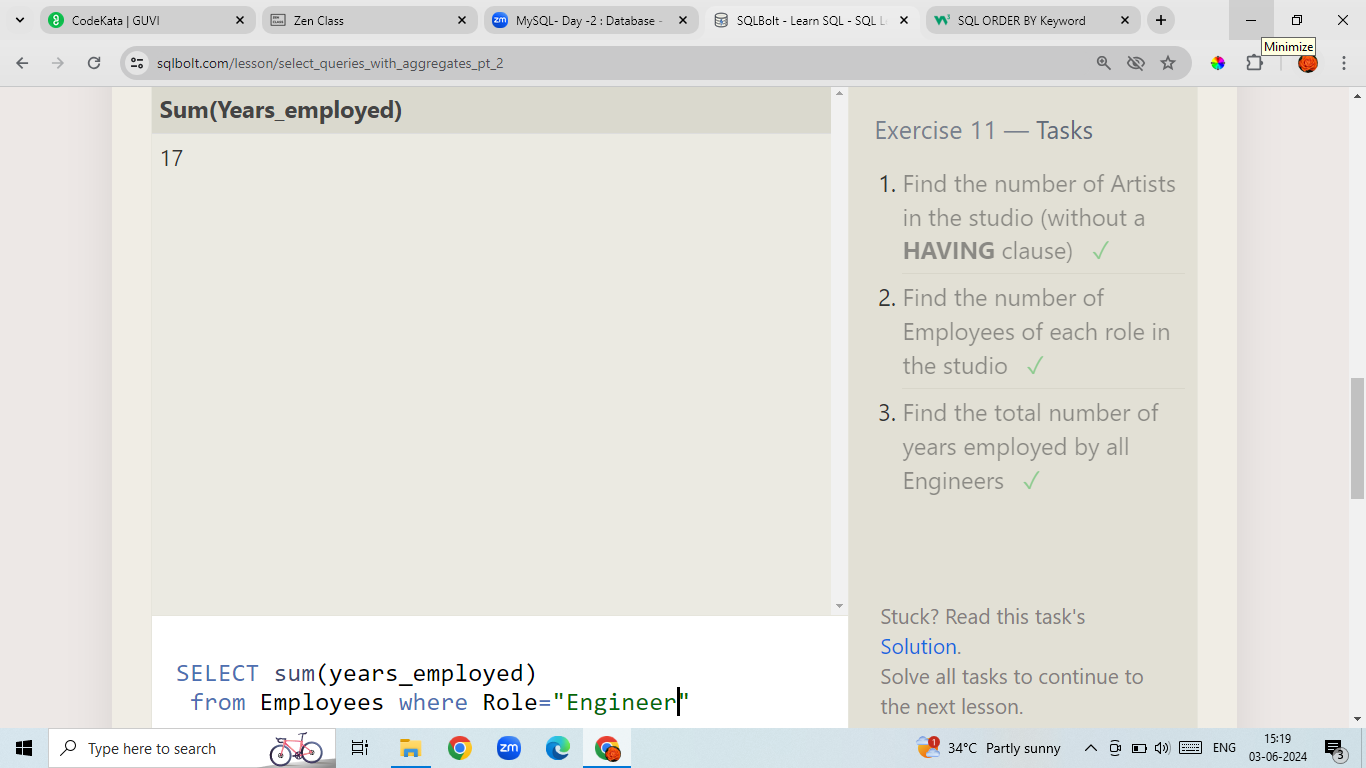 CodeKata | GUVI
Zen Class
MySQL- Day -2 : Database -
SQLBolt - Learn SQL - SQL
SQL ORDER BY Keyword
Minimize
sqlbolt.com/lesson/select_queries_with_aggregates_pt_2
Sum(Years_employed)
17
Exercise 11 — Tasks
1. Find the number of Artists
in the studio (without a
HAVING clause) ✓
2. Find the number of
Employees of each role in
the studio ✓
3. Find the total number of
years employed by all
Engineers ✓
Stuck? Read this task's
Solution.
Solve all tasks to continue to
the next lesson.
SELECT sum(years_employed)
from Employees where Role="Engineer"
Type here to search
zm
1
34°C Partly sunny
ENG
15:19
03-06-2024
3